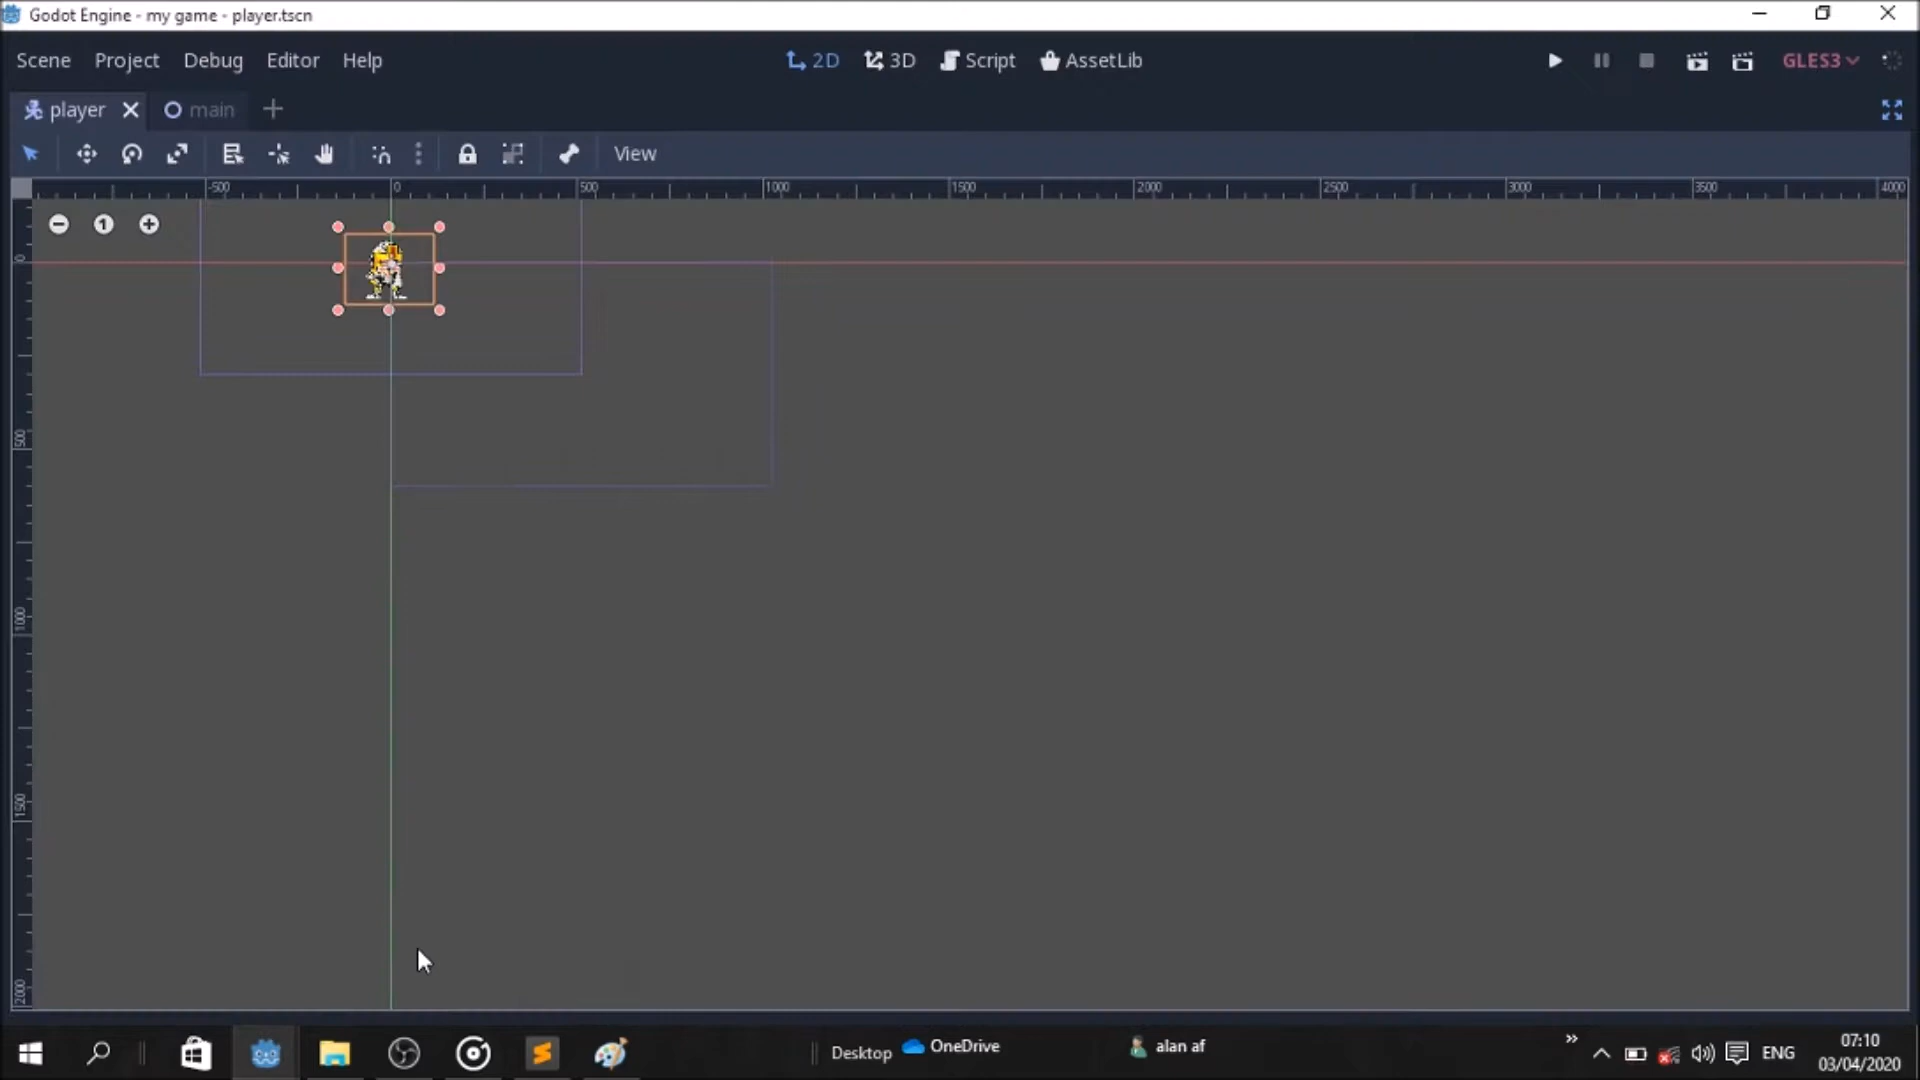 Godot Engine - my game - player.tscn
Scene Project Debug Editor Help 2D 3D Script AssetLib GLES3
player main
View
-500 0 500 1000 1500 2000 2500 3000 3500 4000
1
0
500
1000
1500
2000
Desktop OneDrive alan af ENG 07:10
03/04/2020